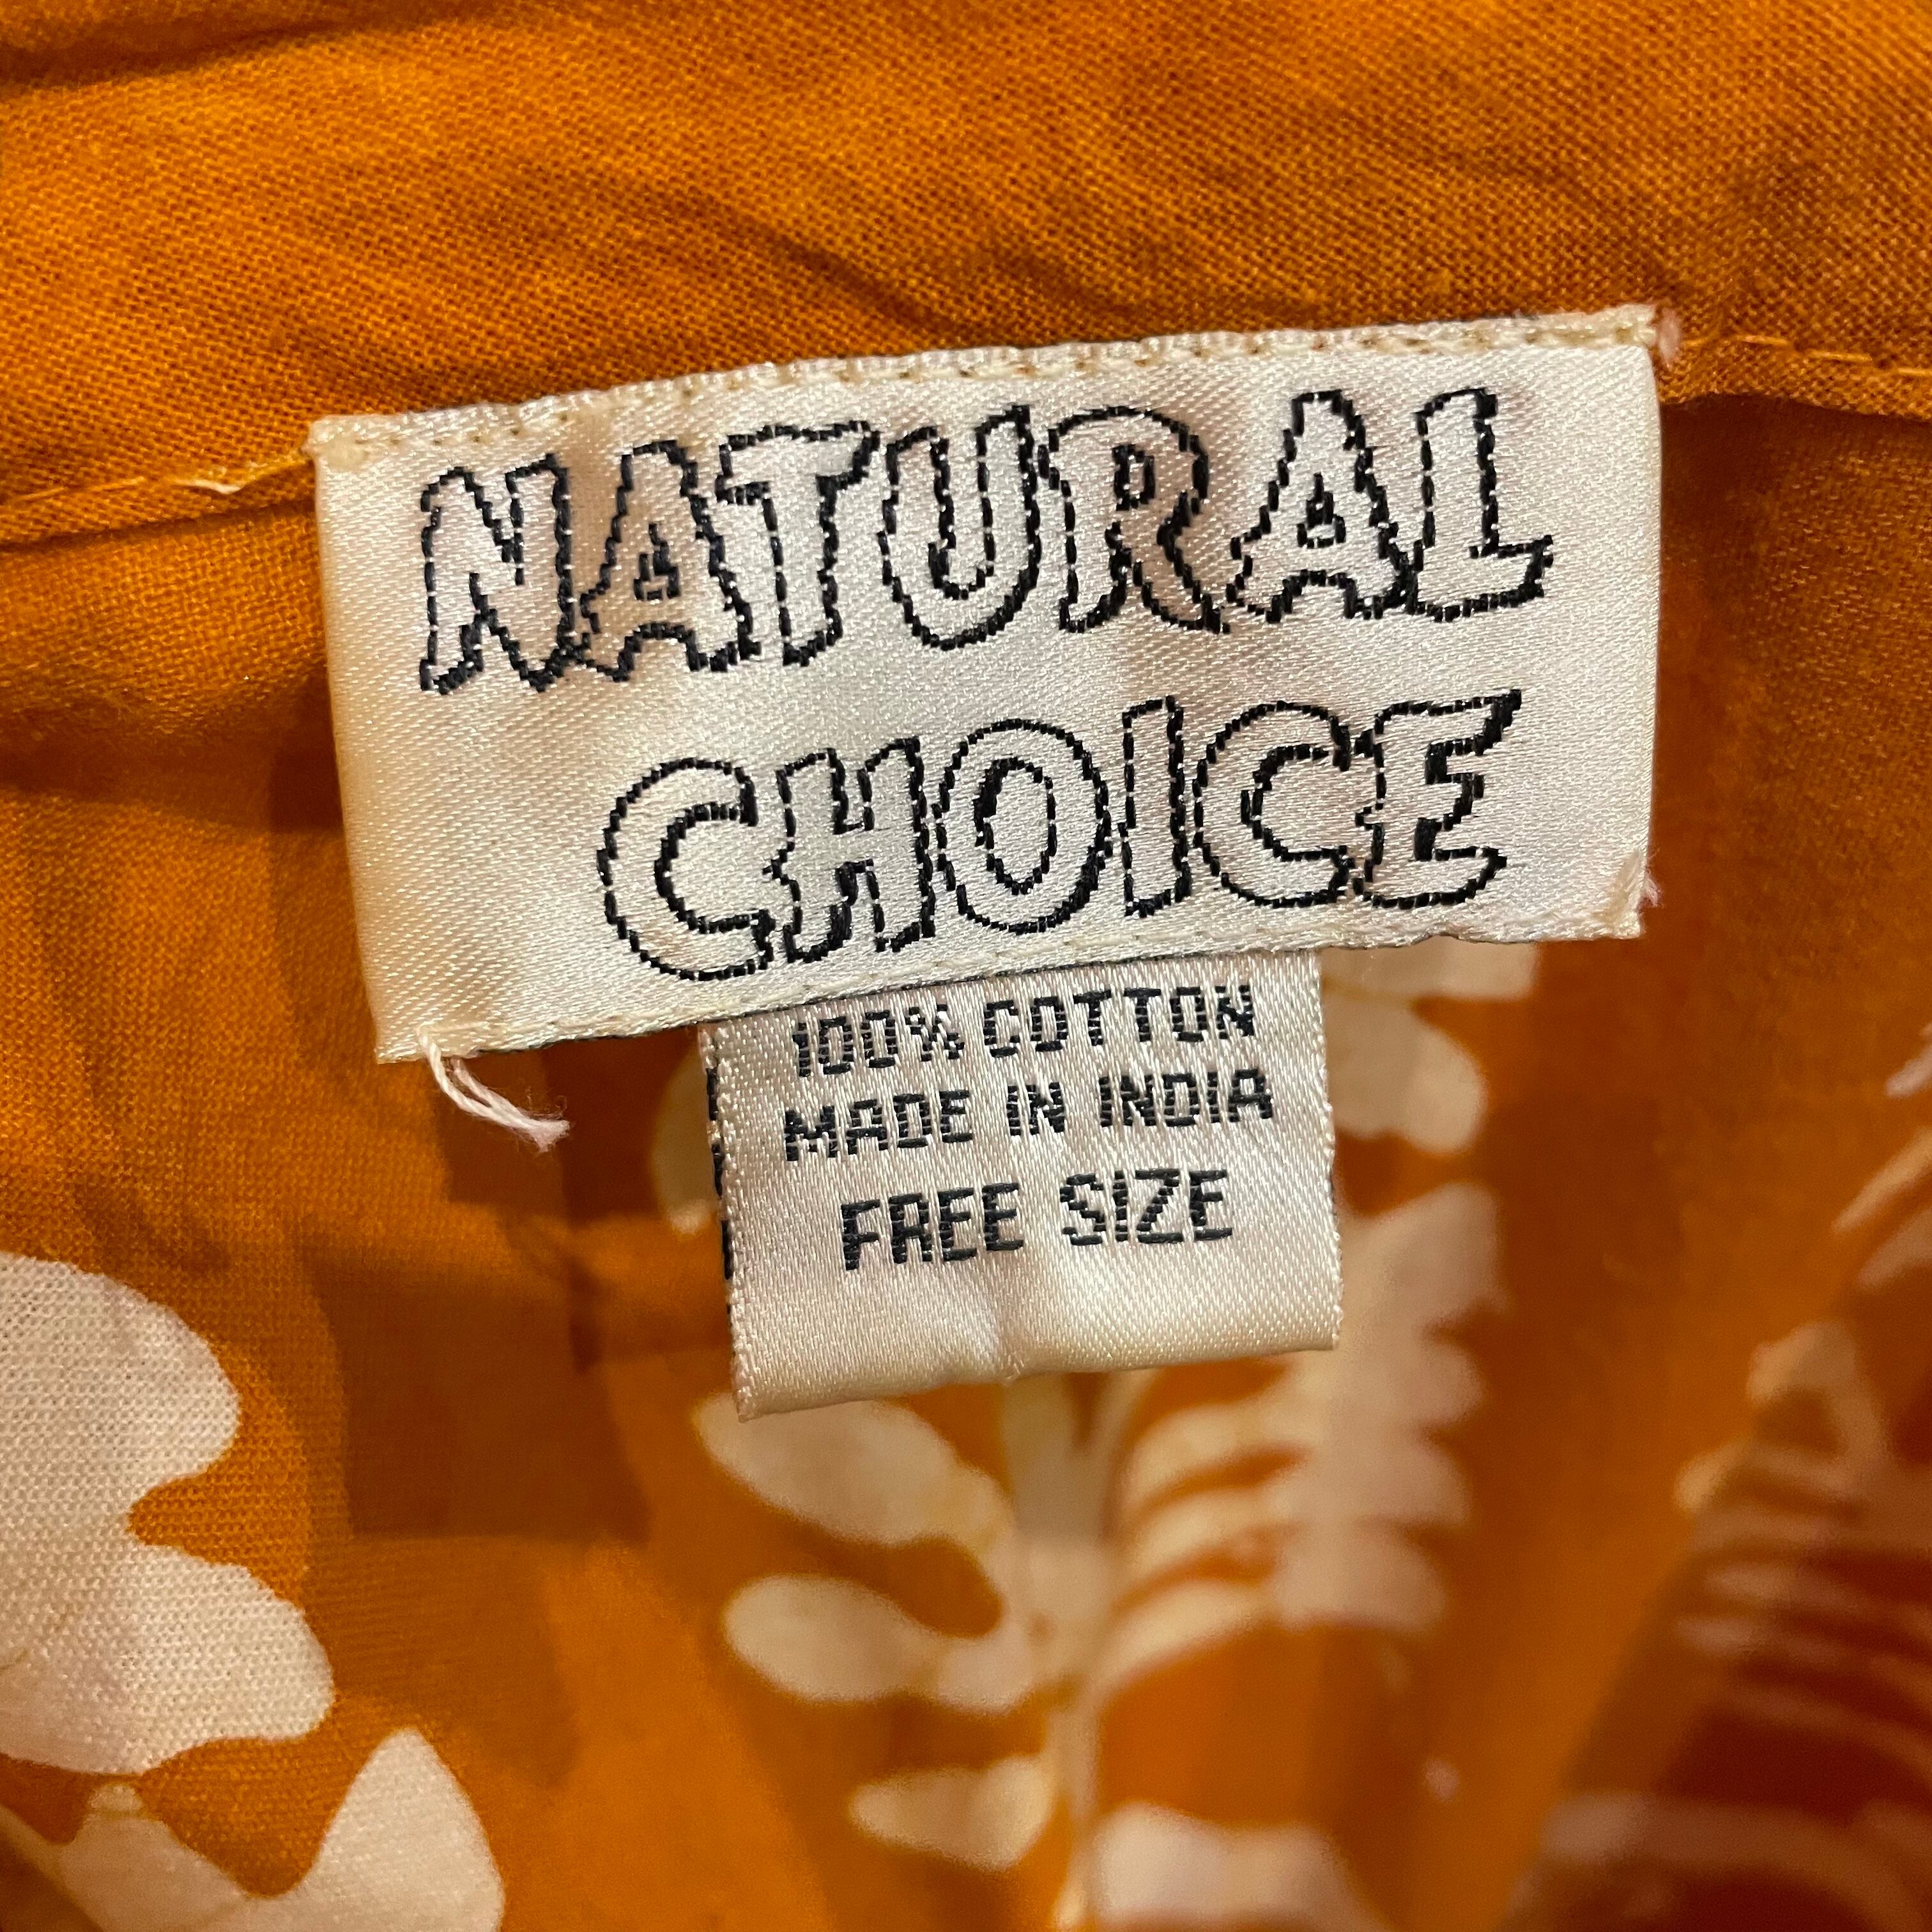 NATURAL
CHOICE
100% COTTON
MADE IN INDIA
FREE SIZE